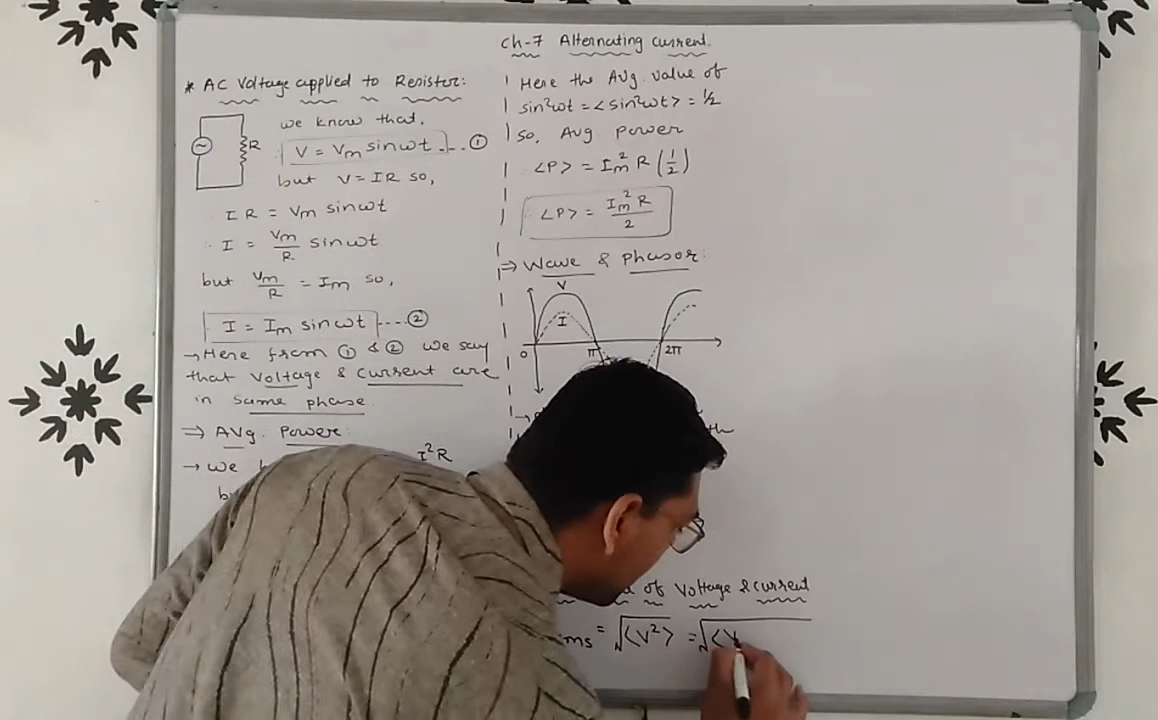 Ch-7 Alternating Current.
* AC Voltage applied to Resistor:
R
we know that,
V = Vm sinωt ---- ①
but V = IR so,
IR = Vm sinωt
∴ I = Vm/R sinωt
but Vm/R = Im so,
I = Im sinωt ---- ②
→ Here from ① & ② we say
that voltage & current are
in same phase.
⇒ Avg. Power:
→ we
I²R
Here the Avg. value of
sin²ωt = <sin²ωt> = ½
so, Avg power
<P> = Im² R (1/2)
<P> = Im² R / 2
⇒ Wave & Phasor:
V
I
0 π 2π
of Voltage & current
rms = √<V²> = √<V